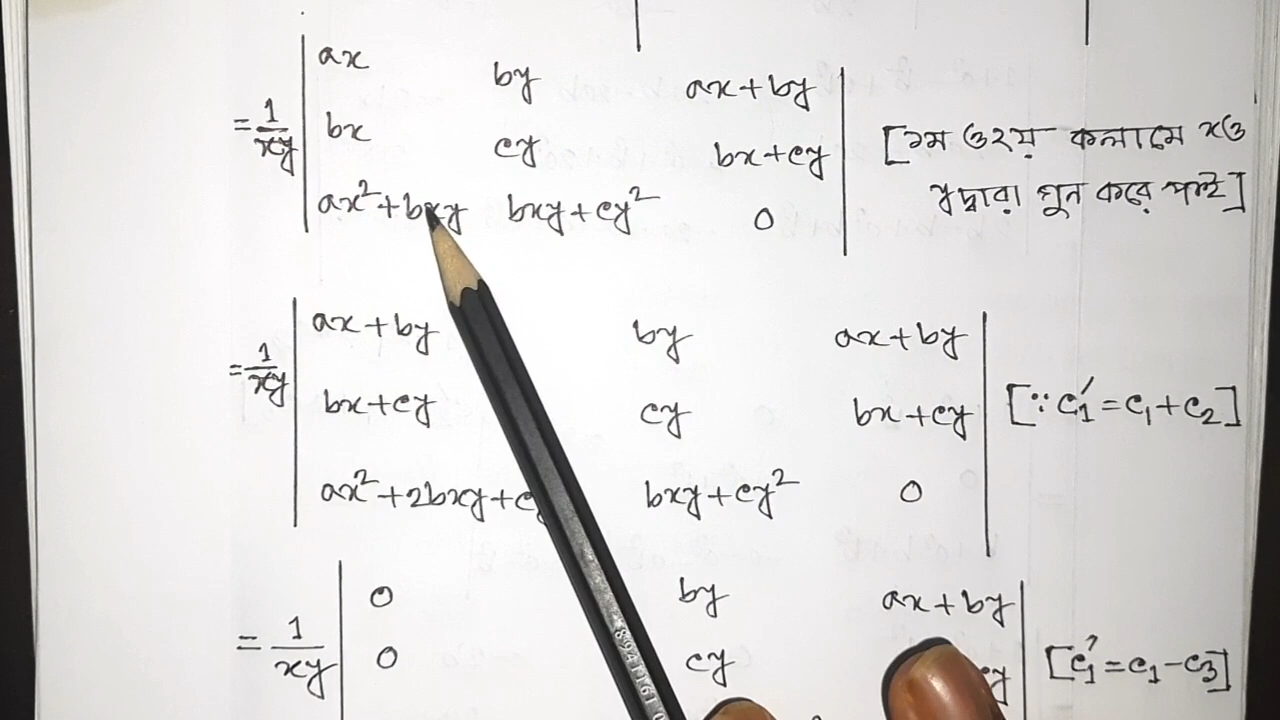 ax by ax+by
= 1/xy bx cy bx+cy [১ম ও ২য় কলামে x ও
ax²+bxy bxy+cy² 0 y দ্বারা গুন করে পাই]
ax+by by ax+by
= 1/xy bx+cy cy bx+cy [∵ c₁′=c₁+c₂]
ax²+2bxy+ bxy+cy² 0
0 by ax+by
= 1/xy 0 cy [c₁′=c₁-c₃]